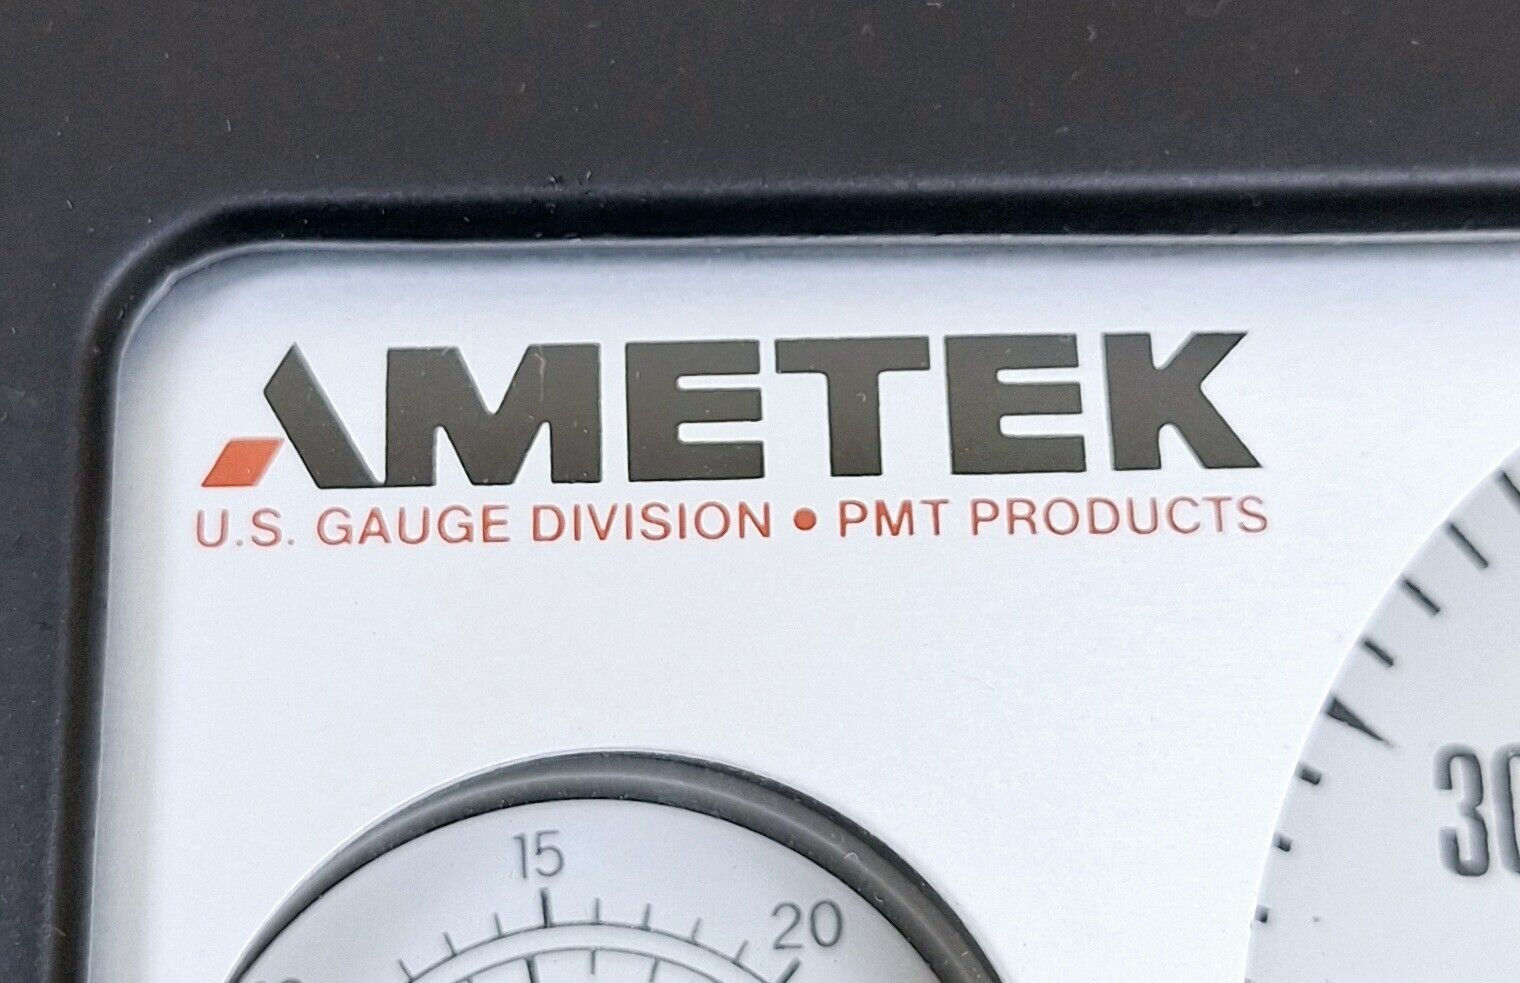 AMETEK
U.S. GAUGE DIVISION • PMT PRODUCTS
15
20